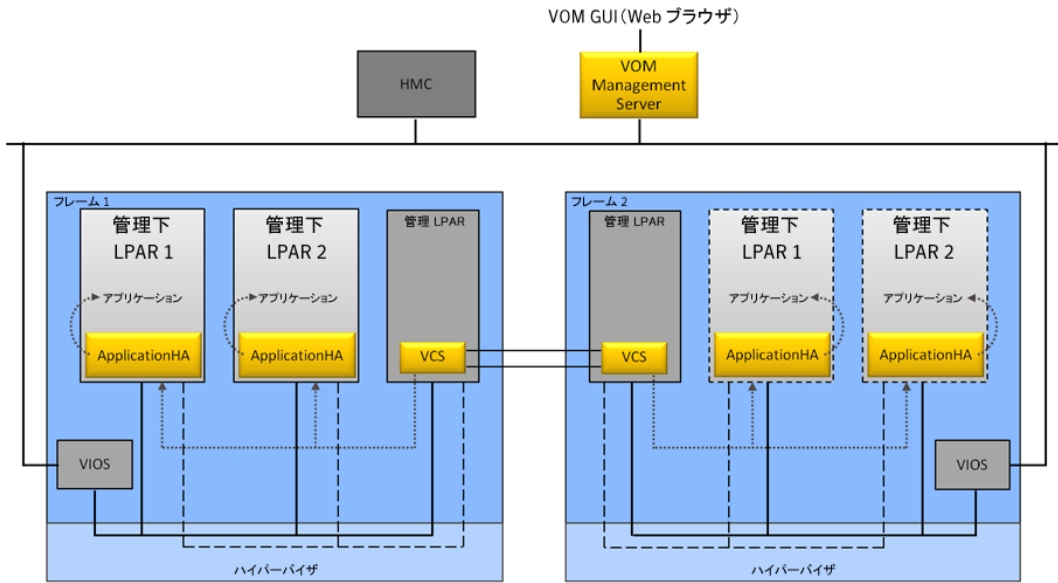 VOM GUI(Web ブラウザ)
HMC
VOM
Management
Server
フレーム 1
管理下
LPAR 1
アプリケーション
ApplicationHA
管理下
LPAR 2
アプリケーション
ApplicationHA
管理 LPAR
VCS
VIOS
ハイパーバイザ
フレーム 2
管理 LPAR
VCS
管理下
LPAR 1
アプリケーション
ApplicationHA
管理下
LPAR 2
アプリケーション
ApplicationHA
VIOS
ハイパーバイザ